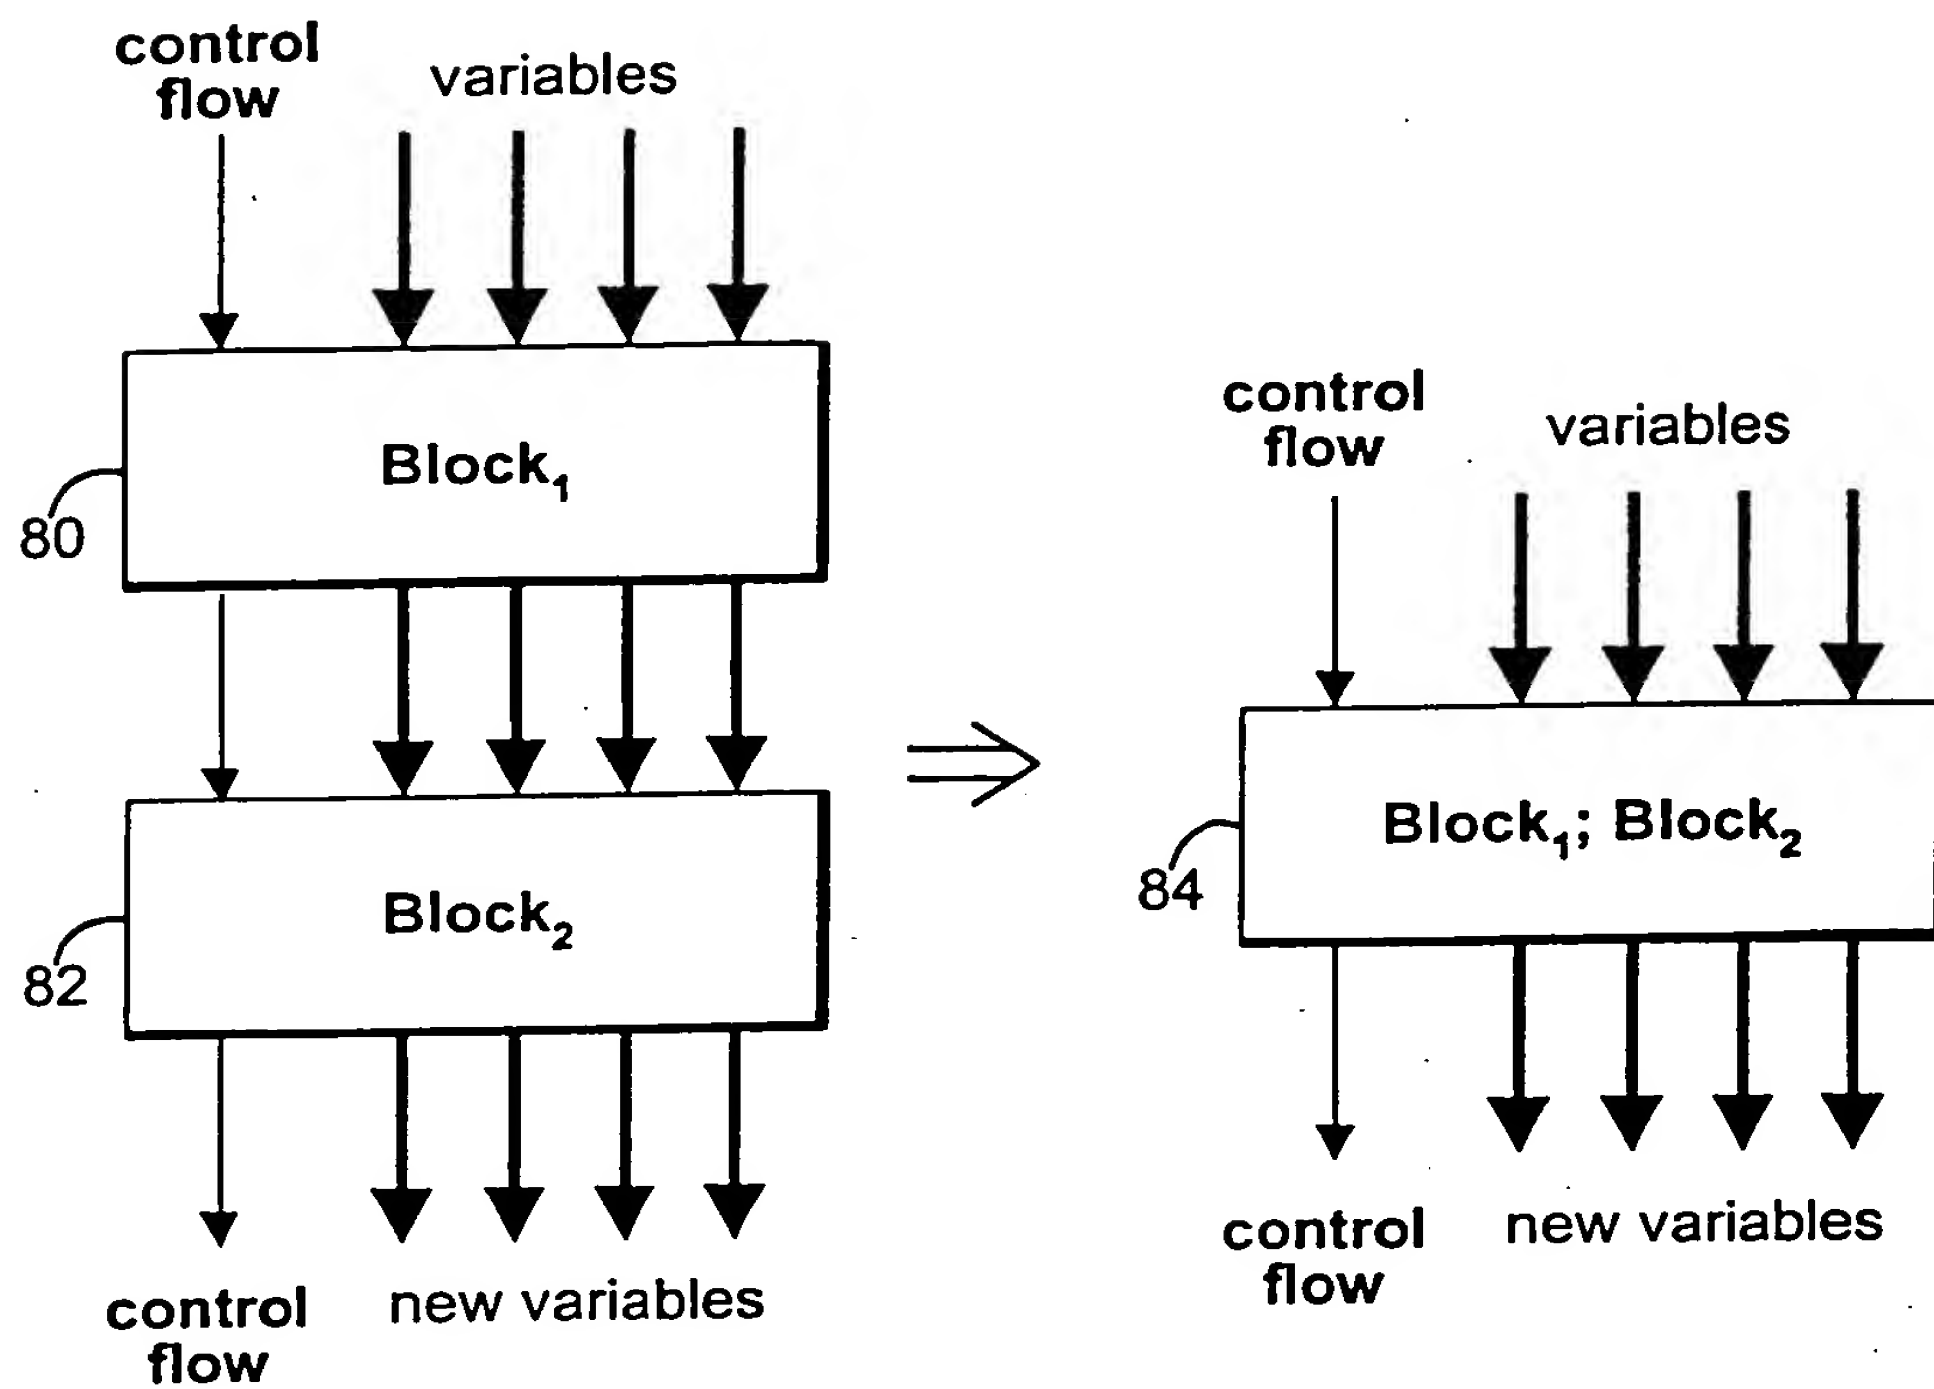 control
flow
variables
Block₁
80
Block₂
82
control
flow
new variables
control
flow
variables
Block₁; Block₂
84
control
flow
new variables